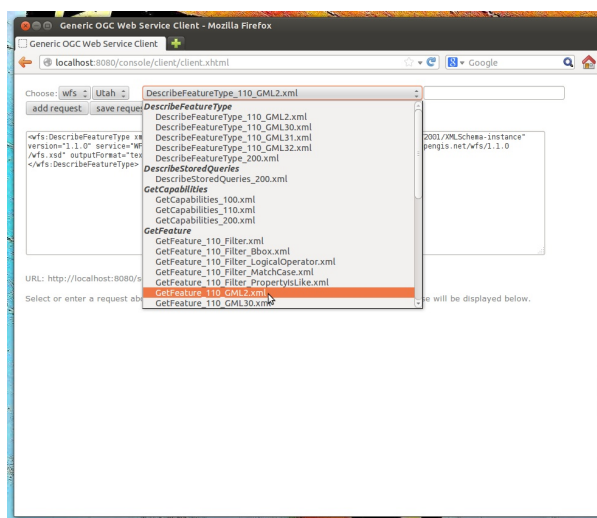 Generic OGC Web Service Client - Mozilla Firefox
Generic OGC Web Service Client
localhost:8080/console/client/client.xhtml
Google
Choose: wfs Utah DescribeFeatureType_110_GML2.xml
add request save reque
DescribeFeatureType
DescribeFeatureType_110_GML2.xml
DescribeFeatureType_110_GML30.xml
DescribeFeatureType_110_GML31.xml
DescribeFeatureType_110_GML32.xml
DescribeFeatureType_200.xml
DescribeStoredQueries
DescribeStoredQueries_200.xml
GetCapabilities
GetCapabilities_100.xml
GetCapabilities_110.xml
GetCapabilities_200.xml
GetFeature
GetFeature_110_Filter.xml
GetFeature_110_Filter_Bbox.xml
GetFeature_110_Filter_LogicalOperator.xml
GetFeature_110_Filter_MatchCase.xml
GetFeature_110_Filter_PropertyIsLike.xml
GetFeature_110_GML2.xml
GetFeature_110_GML30.xml
<wfs:DescribeFeatureType xm 2001/XMLSchema-instance"
version="1.1.0" service="WF pengis.net/wfs/1.1.0
/wfs.xsd" outputFormat="tex
</wfs:DescribeFeatureType>
URL: http://localhost:8080/s
Select or enter a request abo se will be displayed below.